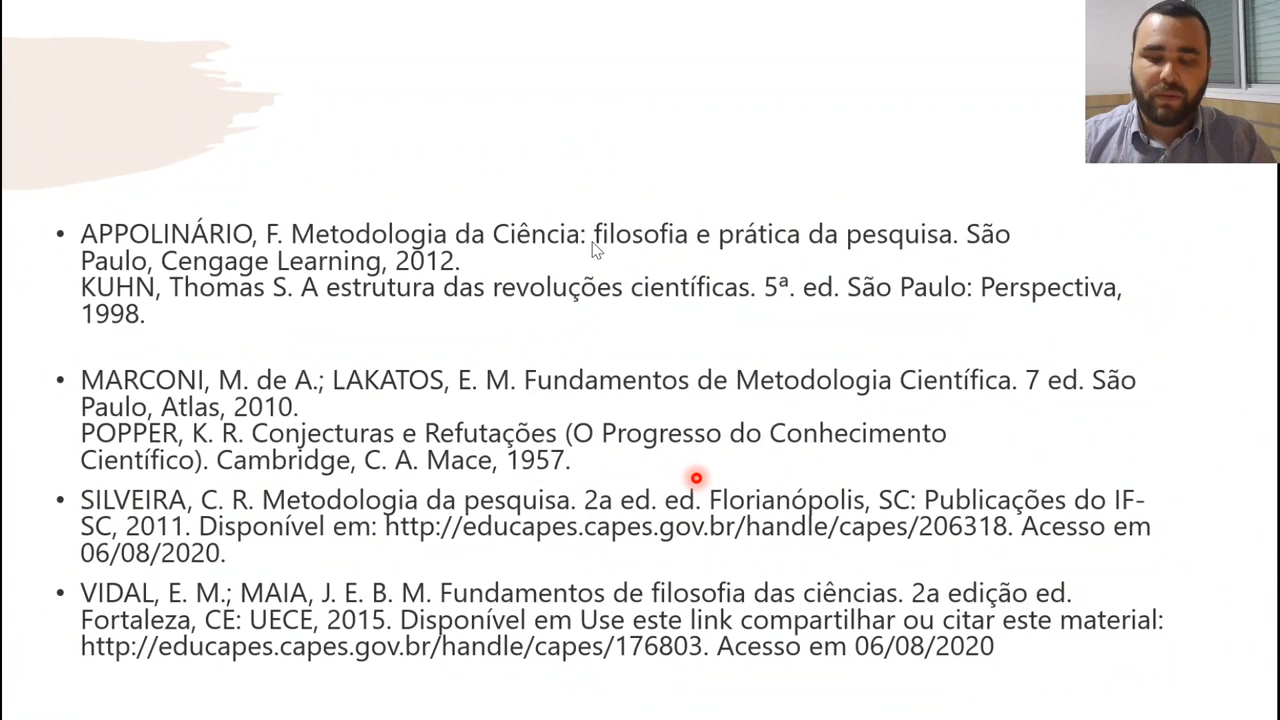 • APPOLINÁRIO, F. Metodologia da Ciência: filosofia e prática da pesquisa. São
Paulo, Cengage Learning, 2012.
KUHN, Thomas S. A estrutura das revoluções científicas. 5ª. ed. São Paulo: Perspectiva,
1998.
• MARCONI, M. de A.; LAKATOS, E. M. Fundamentos de Metodologia Científica. 7 ed. São
Paulo, Atlas, 2010.
POPPER, K. R. Conjecturas e Refutações (O Progresso do Conhecimento
Científico). Cambridge, C. A. Mace, 1957.
• SILVEIRA, C. R. Metodologia da pesquisa. 2a ed. ed. Florianópolis, SC: Publicações do IF-
SC, 2011. Disponível em: http://educapes.capes.gov.br/handle/capes/206318. Acesso em
06/08/2020.
• VIDAL, E. M.; MAIA, J. E. B. M. Fundamentos de filosofia das ciências. 2a edição ed.
Fortaleza, CE: UECE, 2015. Disponível em Use este link compartilhar ou citar este material:
http://educapes.capes.gov.br/handle/capes/176803. Acesso em 06/08/2020